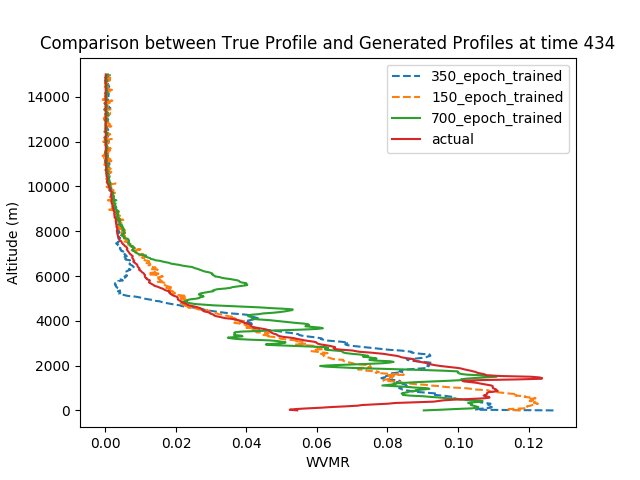 Comparison between True Profile and Generated Profiles at time 434
350_epoch_trained
150_epoch_trained
700_epoch_trained
actual
Altitude (m)
14000
12000
10000
8000
6000
4000
2000
0
0.00 0.02 0.04 0.06 0.08 0.10 0.12
WVMR